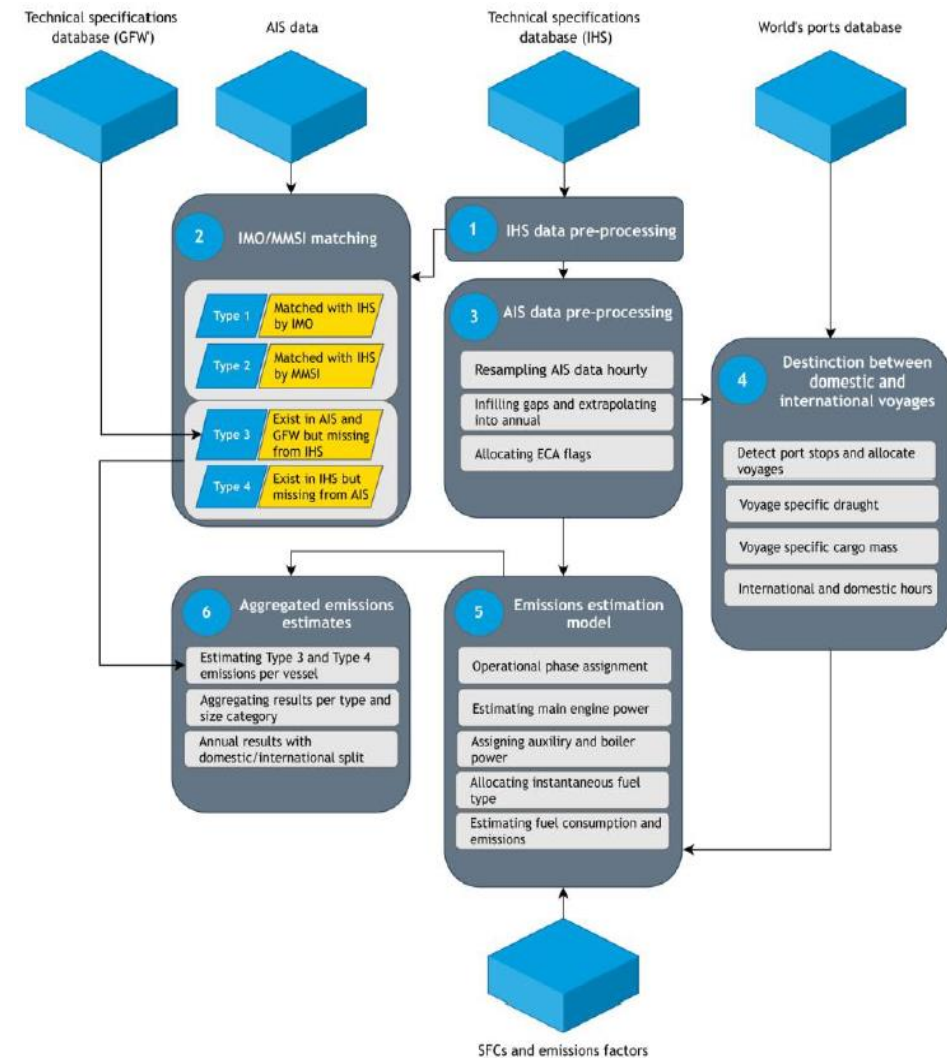 Technical specifications
database (GFW)
AIS data
Technical specifications
database (IHS)
World's ports database
2
IMO/MMSI matching
Type 1
Matched with IHS
by IMO
Type 2
Matched with IHS
by MMSI
Type 3
Exist in AIS and
GFW but missing
from IHS
Type 4
Exist in IHS but
missing from AIS
1
IHS data pre-processing
3
AIS data pre-processing
Resampling AIS data hourly
Infilling gaps and extrapolating
into annual
Allocating ECA flags
4
Destinction between
domestic and
international voyages
Detect port stops and allocate
voyages
Voyage specific draught
Voyage specific cargo mass
International and domestic hours
6
Aggregated emissions
estimates
Estimating Type 3 and Type 4
emissions per vessel
Aggregating results per type and
size category
Annual results with
domestic/international split
5
Emissions estimation
model
Operational phase assignment
Estimating main engine power
Assigning auxiliry and boiler
power
Allocating instantaneous fuel
type
Estimating fuel consumption and
emissions
SFCs and emissions factors